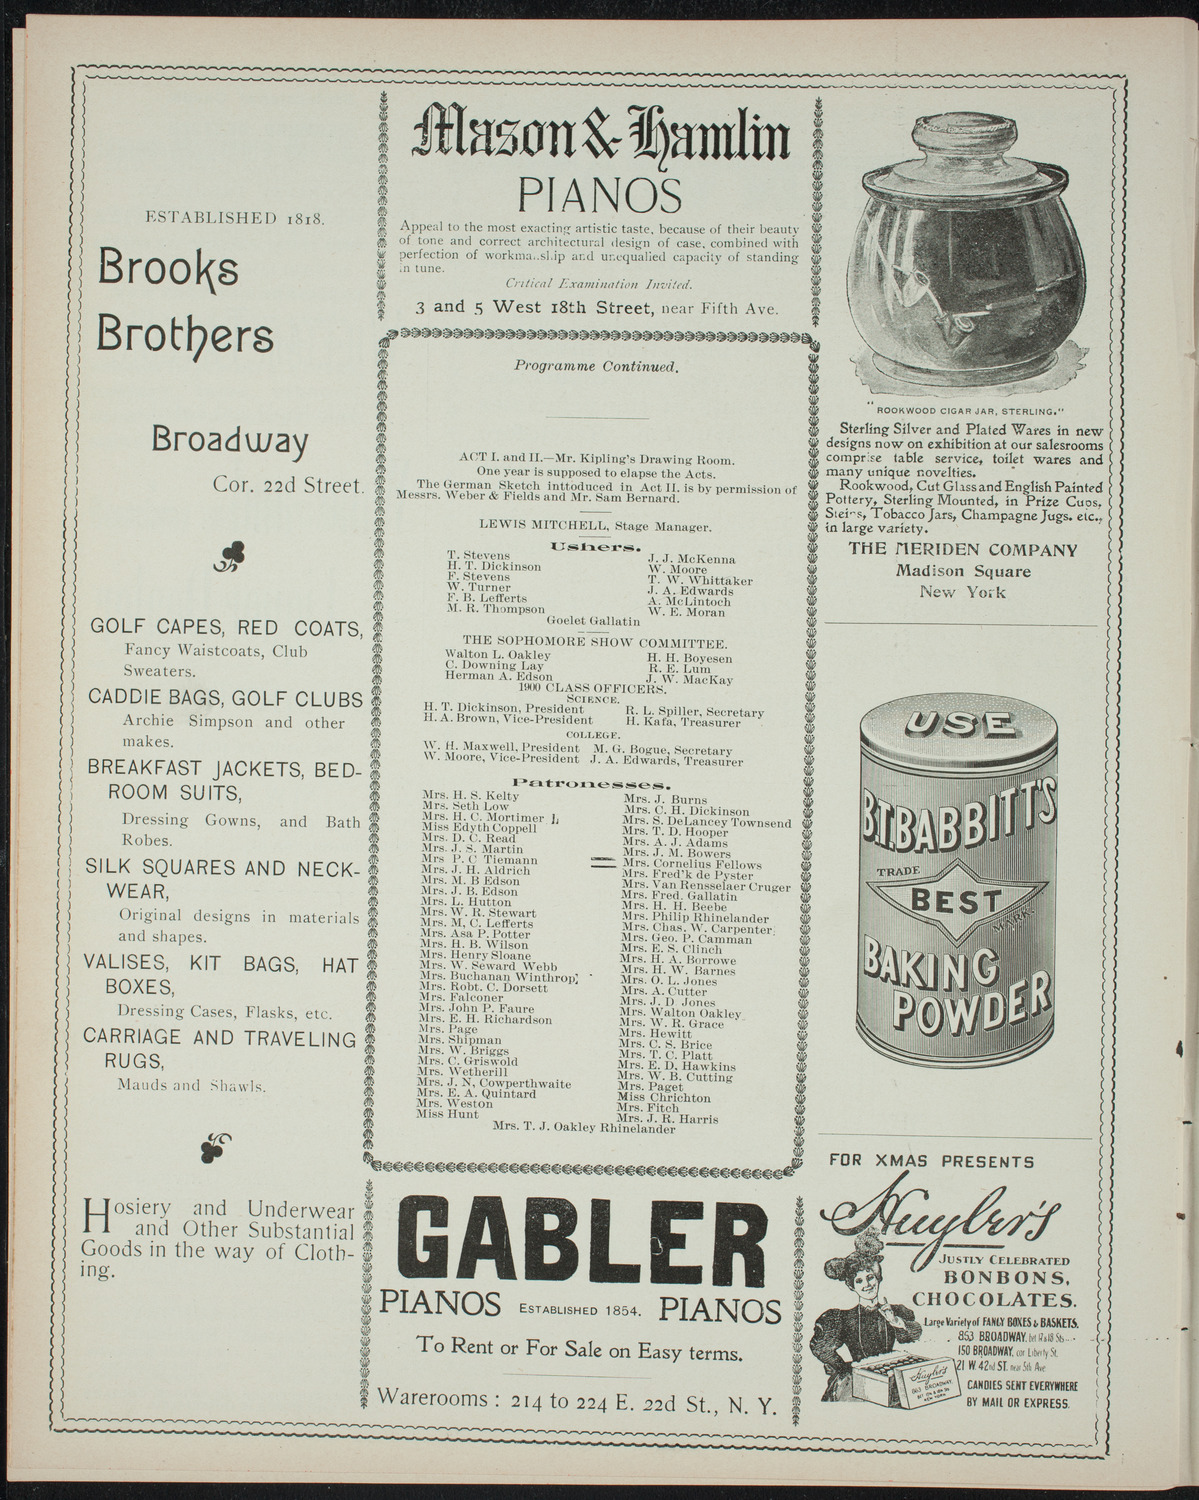 ESTABLISHED 1818.
Brooks
Brothers
Broadway
Cor. 22d Street.
GOLF CAPES, RED COATS,
Fancy Waistcoats, Club
Sweaters.
CADDIE BAGS, GOLF CLUBS
Archie Simpson and other
makes.
BREAKFAST JACKETS, BED-
ROOM SUITS,
Dressing Gowns, and Bath
Robes.
SILK SQUARES AND NECK-
WEAR,
Original designs in materials
and shapes.
VALISES, KIT BAGS, HAT
BOXES,
Dressing Cases, Flasks, etc.
CARRIAGE AND TRAVELING
RUGS,
Mauds and Shawls.
Hosiery and Underwear
and Other Substantial
Goods in the way of Cloth-
ing.
Mason & Hamlin
PIANOS
Appeal to the most exacting artistic taste, because of their beauty
of tone and correct architectural design of case, combined with
perfection of workmanship and unequalied capacity of standing
in tune.
Critical Examination Invited.
3 and 5 West 18th Street, near Fifth Ave.
Programme Continued.
ACT I. and II.—Mr. Kipling's Drawing Room.
One year is supposed to elapse the Acts.
The German Sketch inttoduced in Act II. is by permission of
Messrs. Weber & Fields and Mr. Sam Bernard.
LEWIS MITCHELL, Stage Manager.
Ushers.
T. Stevens
H. T. Dickinson
F. Stevens
W. Turner
F. B. Lefferts
M. R. Thompson
J. J. McKenna
W. Moore
T. W. Whittaker
J. A. Edwards
A. McLintoch
W. E. Moran
Goelet Gallatin
THE SOPHOMORE SHOW COMMITTEE.
Walton L. Oakley
C. Downing Lay
Herman A. Edson
H. H. Boyesen
R. E. Lum
J. W. MacKay
1900 CLASS OFFICERS.
SCIENCE.
H. T. Dickinson, President R. L. Spiller, Secretary
H. A. Brown, Vice-President H. Kafa, Treasurer
COLLEGE.
W. H. Maxwell, President M. G. Bogue, Secretary
W. Moore, Vice-President J. A. Edwards, Treasurer
Patronesses.
Mrs. H. S. Kelty
Mrs. Seth Low
Mrs. H. C. Mortimer
Miss Edyth Coppell
Mrs. D. C. Read
Mrs. J. S. Martin
Mrs P. C Tiemann
Mrs. J. H. Aldrich
Mrs. M. B Edson
Mrs. J. B. Edson
Mrs. L. Hutton
Mrs. W. R. Stewart
Mrs. M, C. Lefferts
Mrs. Asa P. Potter
Mrs. H. B. Wilson
Mrs. Henry Sloane
Mrs. W. Seward Webb
Mrs. Buchanan Winthrop
Mrs. Robt. C. Dorsett
Mrs. Falconer
Mrs. John P. Faure
Mrs. E. H. Richardson
Mrs. Page
Mrs. Shipman
Mrs. W. Briggs
Mrs. C. Griswold
Mrs. Wetherill
Mrs. J. N, Cowperthwaite
Mrs. E. A. Quintard
Mrs. Weston
Miss Hunt
Mrs. J. Burns
Mrs. C. H. Dickinson
Mrs. S. DeLancey Townsend
Mrs. T. D. Hooper
Mrs. A. J. Adams
Mrs. J. M. Bowers
Mrs. Cornelius Fellows
Mrs. Fred'k de Pyster
Mrs. Van Rensselaer Cruger
Mrs. Fred. Gallatin
Mrs. H. H. Beebe
Mrs. Philip Rhinelander
Mrs. Chas. W. Carpenter
Mrs. Geo. P. Camman
Mrs. E. S. Clinch
Mrs. H. A. Borrowe
Mrs. H. W. Barnes
Mrs. O. L. Jones
Mrs. A. Cutter
Mrs. J. D Jones
Mrs. Walton Oakley
Mrs. W. R. Grace
Mrs. Hewitt
Mrs. C. S. Brice
Mrs. T. C. Platt
Mrs. E. D. Hawkins
Mrs. W. B. Cutting
Mrs. Paget
Miss Chrichton
Mrs. Fitch
Mrs. J. R. Harris
Mrs. T. J. Oakley Rhinelander
GABLER
PIANOS ESTABLISHED 1854. PIANOS
To Rent or For Sale on Easy terms.
Warerooms : 214 to 224 E. 22d St., N. Y.
"ROOKWOOD CIGAR JAR, STERLING."
Sterling Silver and Plated Wares in new
designs now on exhibition at our salesrooms
comprise table service, toilet wares and
many unique novelties.
Rookwood, Cut Glass and English Painted
Pottery, Sterling Mounted, in Prize Cups,
Steins, Tobacco Jars, Champagne Jugs. etc.,
in large variety.
THE MERIDEN COMPANY
Madison Square
New York
USE
B.T. BABBITT'S
TRADE
BEST
MARK.
BAKING
POWDER
FOR XMAS PRESENTS
Huyler's
JUSTLY CELEBRATED
BONBONS,
CHOCOLATES.
Large Variety of FANCY BOXES & BASKETS.
853 BROADWAY, bet 17 & 18 Sts.
150 BROADWAY, cor Liberty St.
21 W. 42nd ST. near 5th Ave
CANDIES SENT EVERYWHERE
BY MAIL OR EXPRESS.
Huyler's
863 BROADWAY
NEW YORK